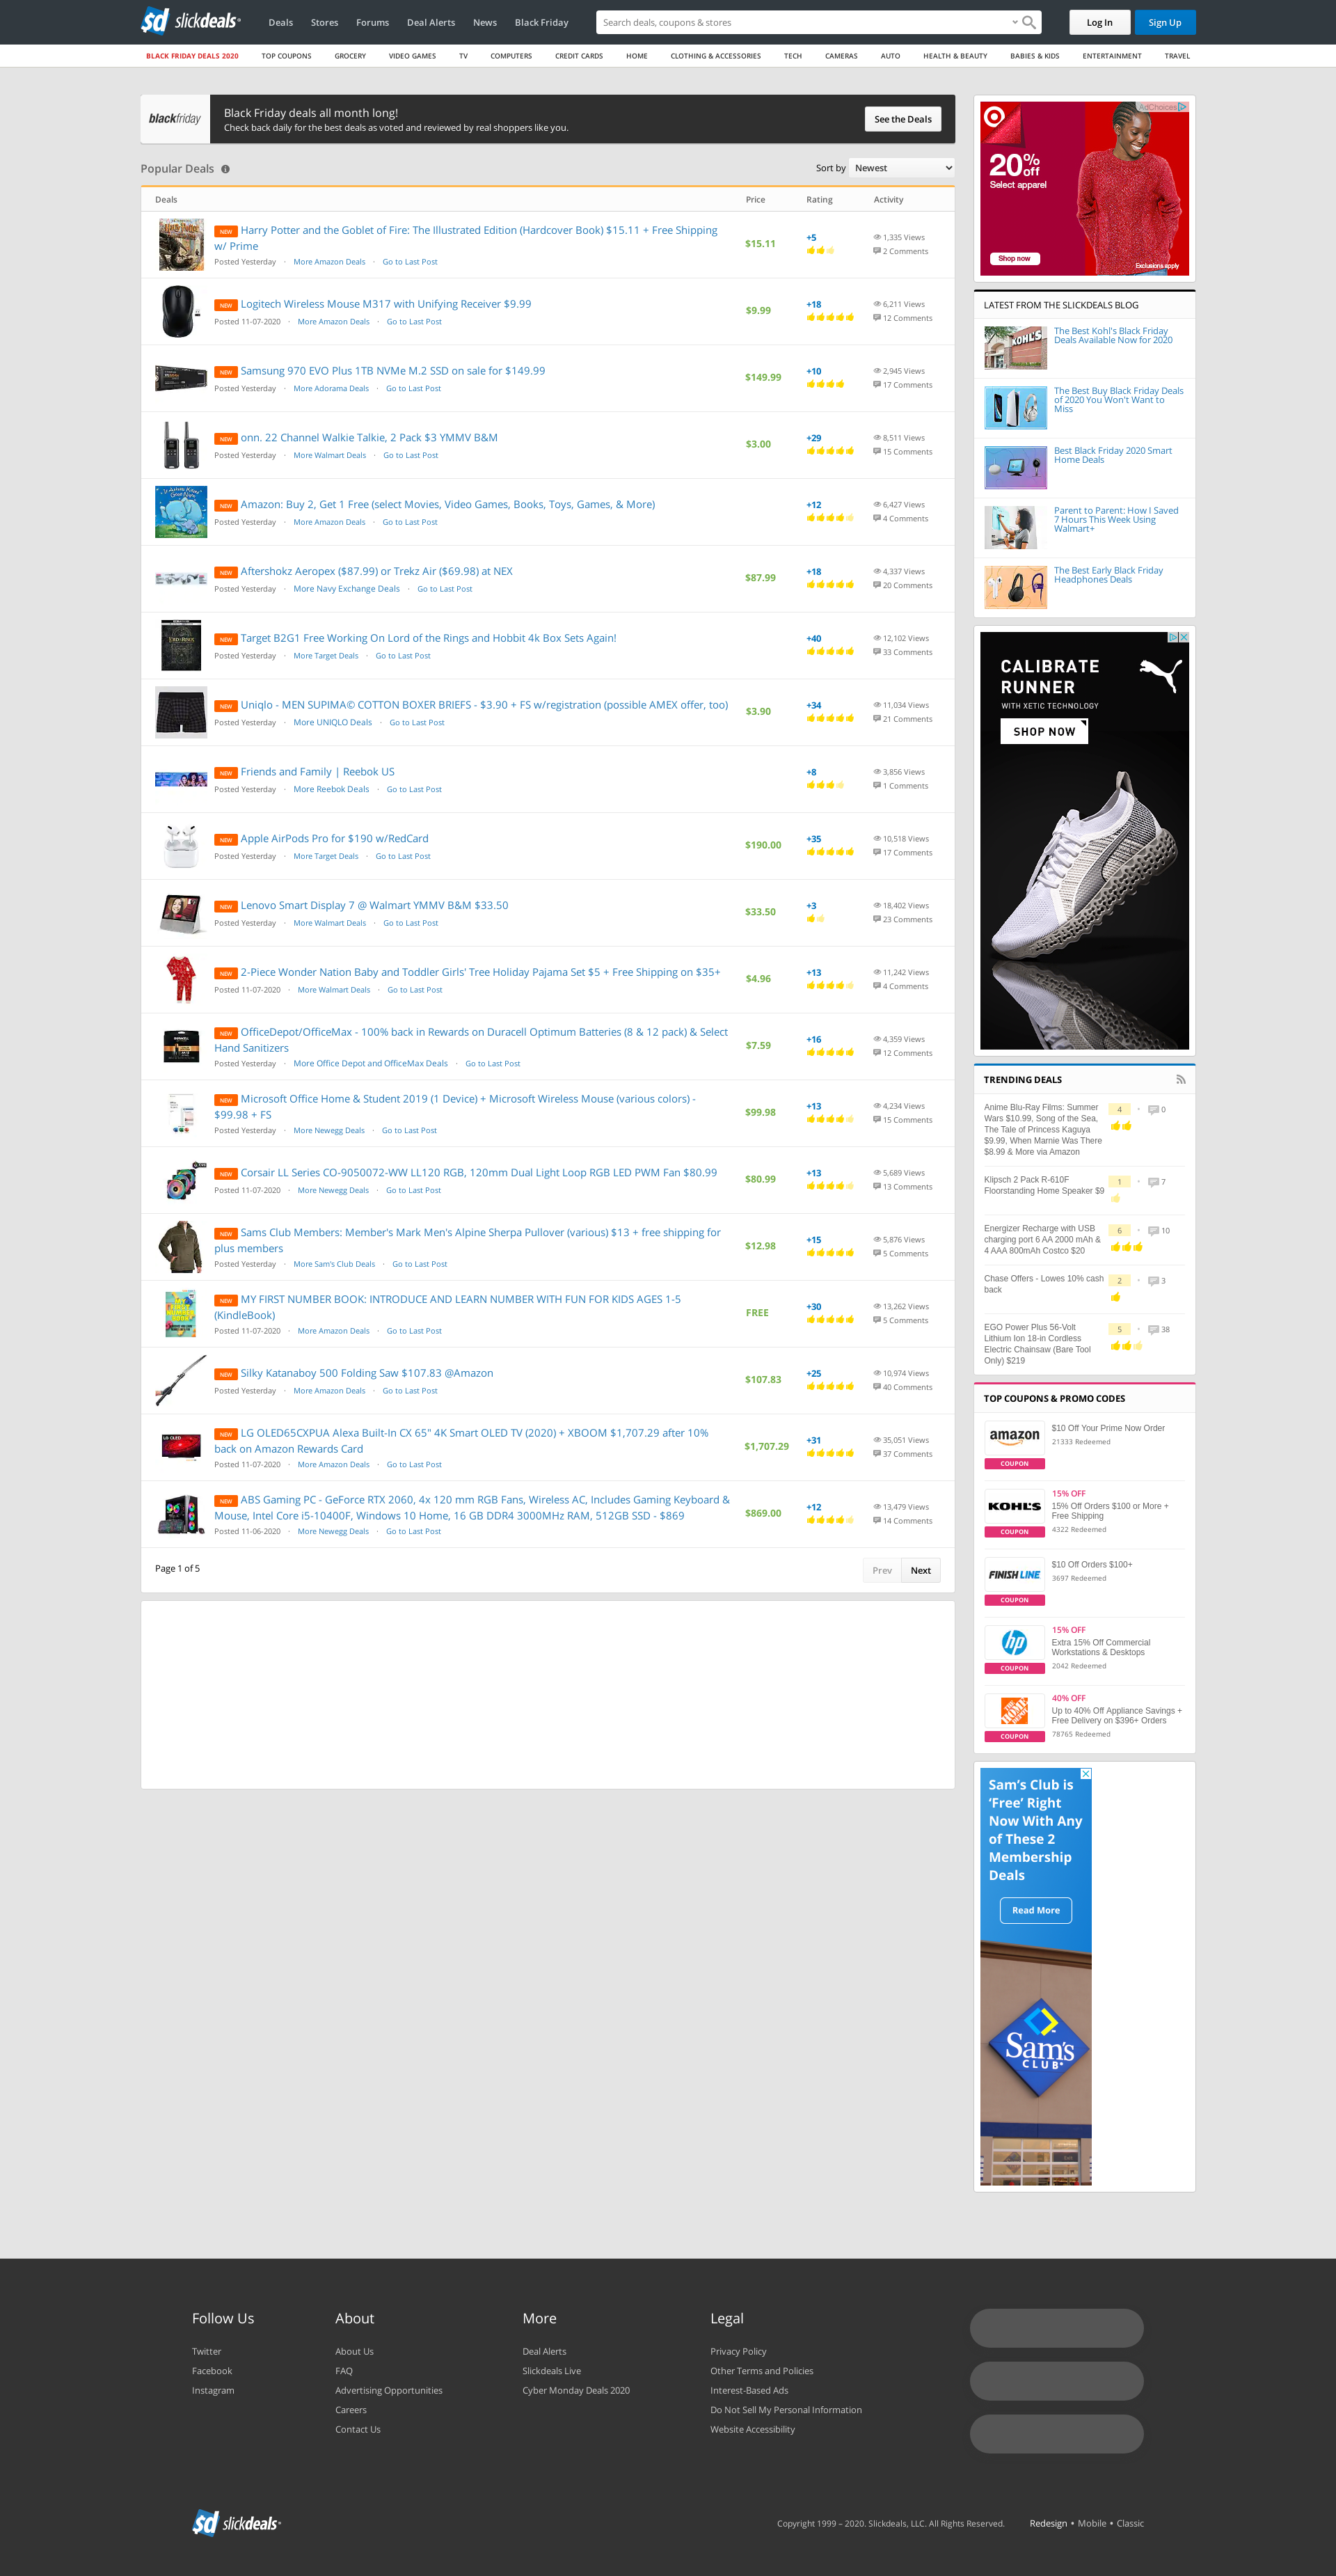 slickdeals
Deals Stores Forums Deal Alerts News Black Friday
Search deals, coupons & stores
Log In Sign Up
BLACK FRIDAY DEALS 2020 TOP COUPONS GROCERY VIDEO GAMES TV COMPUTERS CREDIT CARDS HOME CLOTHING & ACCESSORIES TECH CAMERAS AUTO HEALTH & BEAUTY BABIES & KIDS ENTERTAINMENT TRAVEL
blackfriday
Black Friday deals all month long!
Check back daily for the best deals as voted and reviewed by real shoppers like you.
See the Deals
Popular Deals
Sort by Newest
Deals Price Rating Activity
NEW Harry Potter and the Goblet of Fire: The Illustrated Edition (Hardcover Book) $15.11 + Free Shipping
w/ Prime
Posted Yesterday · More Amazon Deals · Go to Last Post
$15.11
+5
1,335 Views
2 Comments
NEW Logitech Wireless Mouse M317 with Unifying Receiver $9.99
Posted 11-07-2020 · More Amazon Deals · Go to Last Post
$9.99
+18
6,211 Views
12 Comments
NEW Samsung 970 EVO Plus 1TB NVMe M.2 SSD on sale for $149.99
Posted Yesterday · More Adorama Deals · Go to Last Post
$149.99
+10
2,945 Views
17 Comments
NEW onn. 22 Channel Walkie Talkie, 2 Pack $3 YMMV B&M
Posted Yesterday · More Walmart Deals · Go to Last Post
$3.00
+29
8,511 Views
15 Comments
NEW Amazon: Buy 2, Get 1 Free (select Movies, Video Games, Books, Toys, Games, & More)
Posted Yesterday · More Amazon Deals · Go to Last Post
+12
6,427 Views
4 Comments
NEW Aftershokz Aeropex ($87.99) or Trekz Air ($69.98) at NEX
Posted Yesterday · More Navy Exchange Deals · Go to Last Post
$87.99
+18
4,337 Views
20 Comments
NEW Target B2G1 Free Working On Lord of the Rings and Hobbit 4k Box Sets Again!
Posted Yesterday · More Target Deals · Go to Last Post
+40
12,102 Views
33 Comments
NEW Uniqlo - MEN SUPIMA© COTTON BOXER BRIEFS - $3.90 + FS w/registration (possible AMEX offer, too)
Posted Yesterday · More UNIQLO Deals · Go to Last Post
$3.90
+34
11,034 Views
21 Comments
NEW Friends and Family | Reebok US
Posted Yesterday · More Reebok Deals · Go to Last Post
+8
3,856 Views
1 Comments
NEW Apple AirPods Pro for $190 w/RedCard
Posted Yesterday · More Target Deals · Go to Last Post
$190.00
+35
10,518 Views
17 Comments
NEW Lenovo Smart Display 7 @ Walmart YMMV B&M $33.50
Posted Yesterday · More Walmart Deals · Go to Last Post
$33.50
+3
18,402 Views
23 Comments
NEW 2-Piece Wonder Nation Baby and Toddler Girls' Tree Holiday Pajama Set $5 + Free Shipping on $35+
Posted 11-07-2020 · More Walmart Deals · Go to Last Post
$4.96
+13
11,242 Views
4 Comments
NEW OfficeDepot/OfficeMax - 100% back in Rewards on Duracell Optimum Batteries (8 & 12 pack) & Select
Hand Sanitizers
Posted Yesterday · More Office Depot and OfficeMax Deals · Go to Last Post
$7.59
+16
4,359 Views
12 Comments
NEW Microsoft Office Home & Student 2019 (1 Device) + Microsoft Wireless Mouse (various colors) -
$99.98 + FS
Posted Yesterday · More Newegg Deals · Go to Last Post
$99.98
+13
4,234 Views
15 Comments
NEW Corsair LL Series CO-9050072-WW LL120 RGB, 120mm Dual Light Loop RGB LED PWM Fan $80.99
Posted 11-07-2020 · More Newegg Deals · Go to Last Post
$80.99
+13
5,689 Views
13 Comments
NEW Sams Club Members: Member's Mark Men's Alpine Sherpa Pullover (various) $13 + free shipping for
plus members
Posted Yesterday · More Sam's Club Deals · Go to Last Post
$12.98
+15
5,876 Views
5 Comments
NEW MY FIRST NUMBER BOOK: INTRODUCE AND LEARN NUMBER WITH FUN FOR KIDS AGES 1-5
(KindleBook)
Posted 11-07-2020 · More Amazon Deals · Go to Last Post
FREE
+30
13,262 Views
5 Comments
NEW Silky Katanaboy 500 Folding Saw $107.83 @Amazon
Posted Yesterday · More Amazon Deals · Go to Last Post
$107.83
+25
10,974 Views
40 Comments
NEW LG OLED65CXPUA Alexa Built-In CX 65" 4K Smart OLED TV (2020) + XBOOM $1,707.29 after 10%
back on Amazon Rewards Card
Posted 11-07-2020 · More Amazon Deals · Go to Last Post
$1,707.29
+31
35,051 Views
37 Comments
NEW ABS Gaming PC - GeForce RTX 2060, 4x 120 mm RGB Fans, Wireless AC, Includes Gaming Keyboard &
Mouse, Intel Core i5-10400F, Windows 10 Home, 16 GB DDR4 3000MHz RAM, 512GB SSD - $869
Posted 11-06-2020 · More Newegg Deals · Go to Last Post
$869.00
+12
13,479 Views
14 Comments
Page 1 of 5
Prev Next
AdChoices
20% off
Select apparel
Shop now
Exclusions apply
LATEST FROM THE SLICKDEALS BLOG
KOHL'S
The Best Kohl's Black Friday
Deals Available Now for 2020
The Best Buy Black Friday Deals
of 2020 You Won't Want to
Miss
Best Black Friday 2020 Smart
Home Deals
Parent to Parent: How I Saved
7 Hours This Week Using
Walmart+
The Best Early Black Friday
Headphones Deals
CALIBRATE
RUNNER
WITH XETIC TECHNOLOGY
SHOP NOW
TRENDING DEALS
Anime Blu-Ray Films: Summer
Wars $10.99, Song of the Sea,
The Tale of Princess Kaguya
$9.99, When Marnie Was There
$8.99 & More via Amazon
4 · 0
Klipsch 2 Pack R-610F
Floorstanding Home Speaker $9
1 · 7
Energizer Recharge with USB
charging port 6 AA 2000 mAh &
4 AAA 800mAh Costco $20
6 · 10
Chase Offers - Lowes 10% cash
back
2 · 3
EGO Power Plus 56-Volt
Lithium Ion 18-in Cordless
Electric Chainsaw (Bare Tool
Only) $219
5 · 38
TOP COUPONS & PROMO CODES
amazon
COUPON
$10 Off Your Prime Now Order
21333 Redeemed
KOHL'S
COUPON
15% OFF
15% Off Orders $100 or More +
Free Shipping
4322 Redeemed
FINISH LINE
COUPON
$10 Off Orders $100+
3697 Redeemed
hp
COUPON
15% OFF
Extra 15% Off Commercial
Workstations & Desktops
2042 Redeemed
THE HOME DEPOT
COUPON
40% OFF
Up to 40% Off Appliance Savings +
Free Delivery on $396+ Orders
78765 Redeemed
Sam's Club is
'Free' Right
Now With Any
of These 2
Membership
Deals
Read More
Sam's
CLUB
Follow Us
Twitter
Facebook
Instagram
About
About Us
FAQ
Advertising Opportunities
Careers
Contact Us
More
Deal Alerts
Slickdeals Live
Cyber Monday Deals 2020
Legal
Privacy Policy
Other Terms and Policies
Interest-Based Ads
Do Not Sell My Personal Information
Website Accessibility
slickdeals
Copyright 1999 – 2020. Slickdeals, LLC. All Rights Reserved.
Redesign • Mobile • Classic